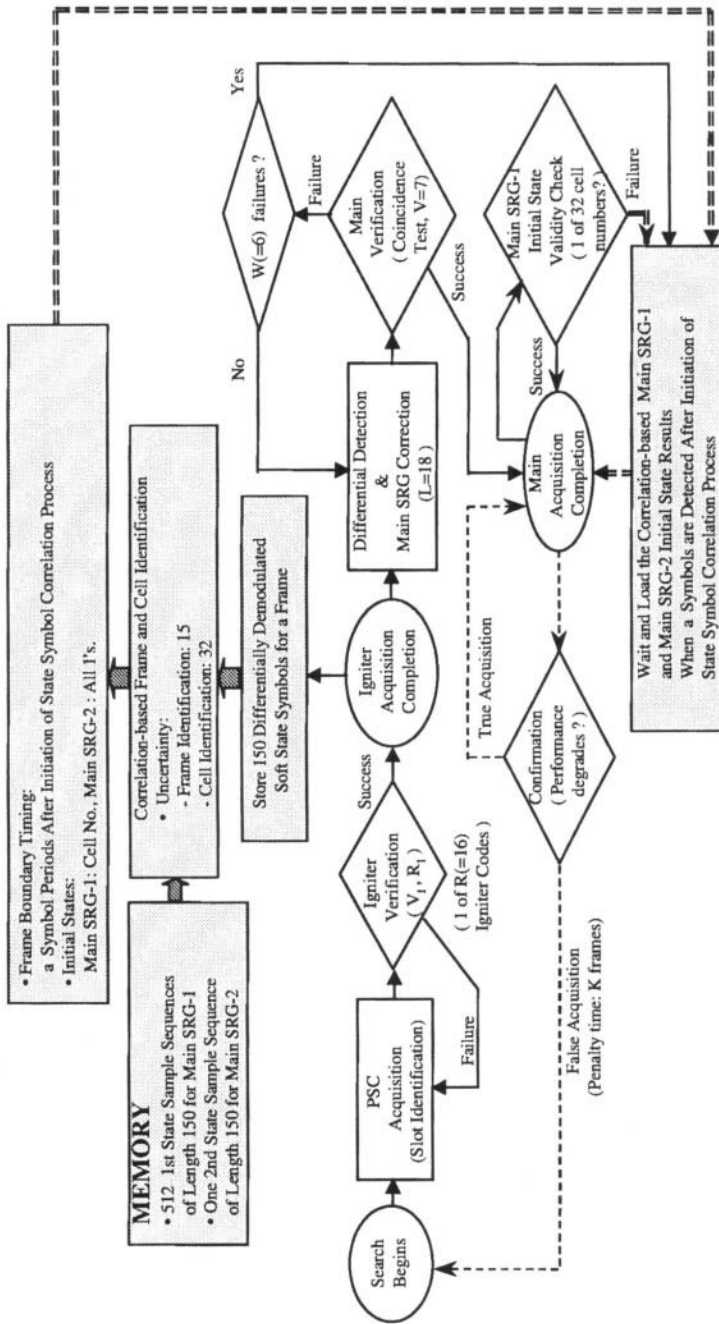 • Frame Boundary Timing:
a Symbol Periods After Initiation of State Symbol Correlation Process
• Initial States:
Main SRG-1: Cell No., Main SRG-2 : All 1's.
MEMORY
• 512 1st State Sample Sequences
of Length 150 for Main SRG-1
• One 2nd State Sample Sequence
of Length 150 for Main SRG-2
Correlation-based Frame and Cell Identification
• Uncertainty:
- Frame Identification: 15
- Cell Identification: 32
Store 150 Differentially Demodulated
Soft State Symbols for a Frame
Search
Begins
PSC
Acquisition
(Slot Identification)
Failure
Igniter
Verification
( V1 , R1 )
( 1 of R(=16)
Igniter Codes )
Success
Igniter
Acquisition
Completion
Differential Detection
&
Main SRG Correction
(L=18 )
No
W(=6) failures ?
Yes
Failure
Main
Verification
( Coincidence
Test, V=7)
Success
False Acquisition
(Penalty time: K frames)
Confirmation
( Performance
degrades ? )
True Acquisition
Main
Acquisition
Completion
Success
Main SRG-1
Initial State
Validity Check
( 1 of 32 cell
numbers? )
Failure
Wait and Load the Correlation-based Main SRG-1
and Main SRG-2 Initial State Results
When a Symbols are Detected After Initiation of
State Symbol Correlation Process